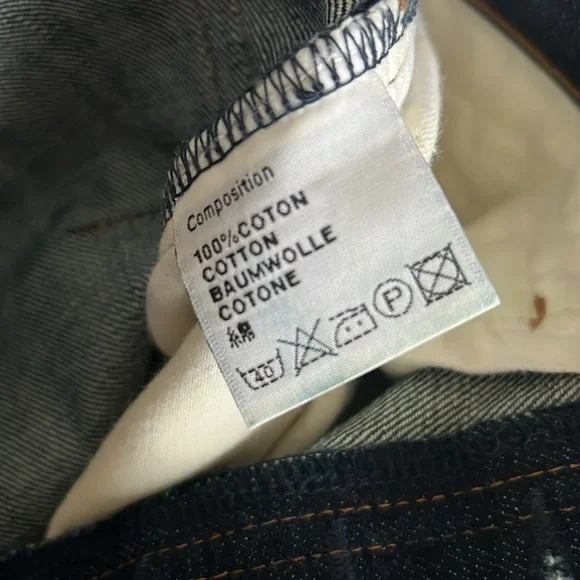 Composition
100%COTON
COTTON
BAUMWOLLE
COTONE
綿
40 P